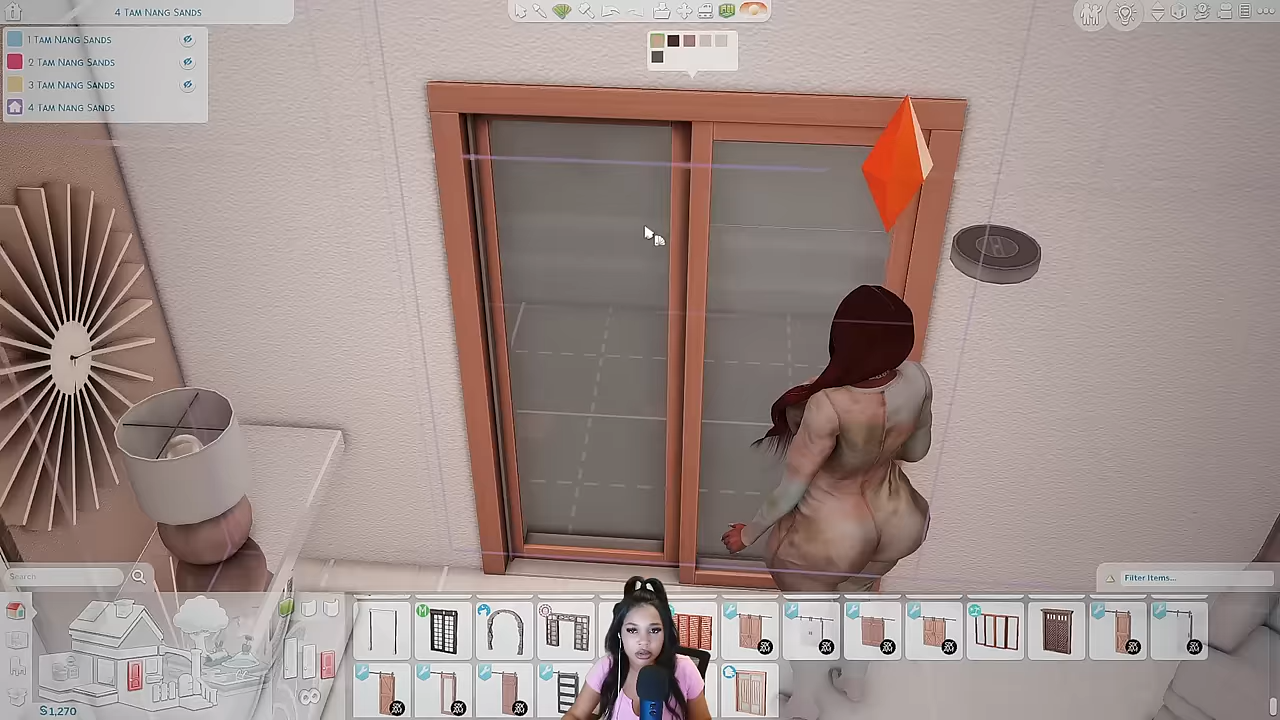 4 Tam Nang Sands
1 Tam Nang Sands
2 Tam Nang Sands
3 Tam Nang Sands
4 Tam Nang Sands
Search
Filter Items...
§1,270